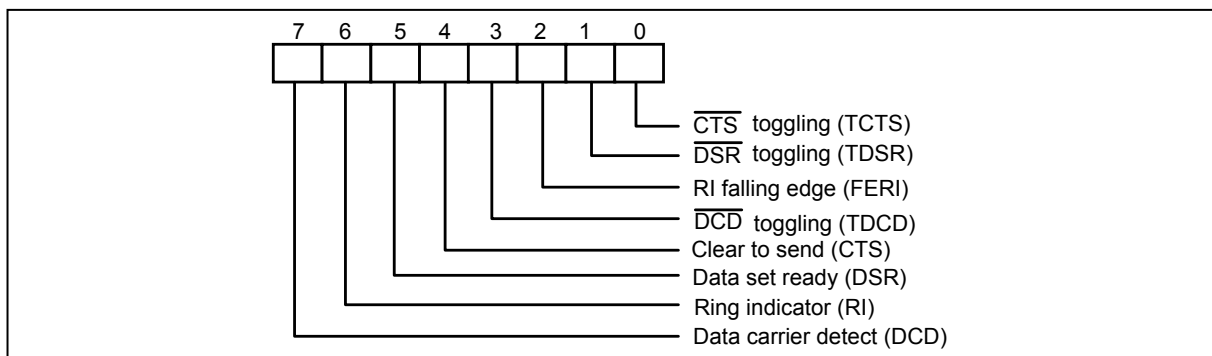 7 6 5 4 3 2 1 0
CTS toggling (TCTS)
DSR toggling (TDSR)
RI falling edge (FERI)
DCD toggling (TDCD)
Clear to send (CTS)
Data set ready (DSR)
Ring indicator (RI)
Data carrier detect (DCD)